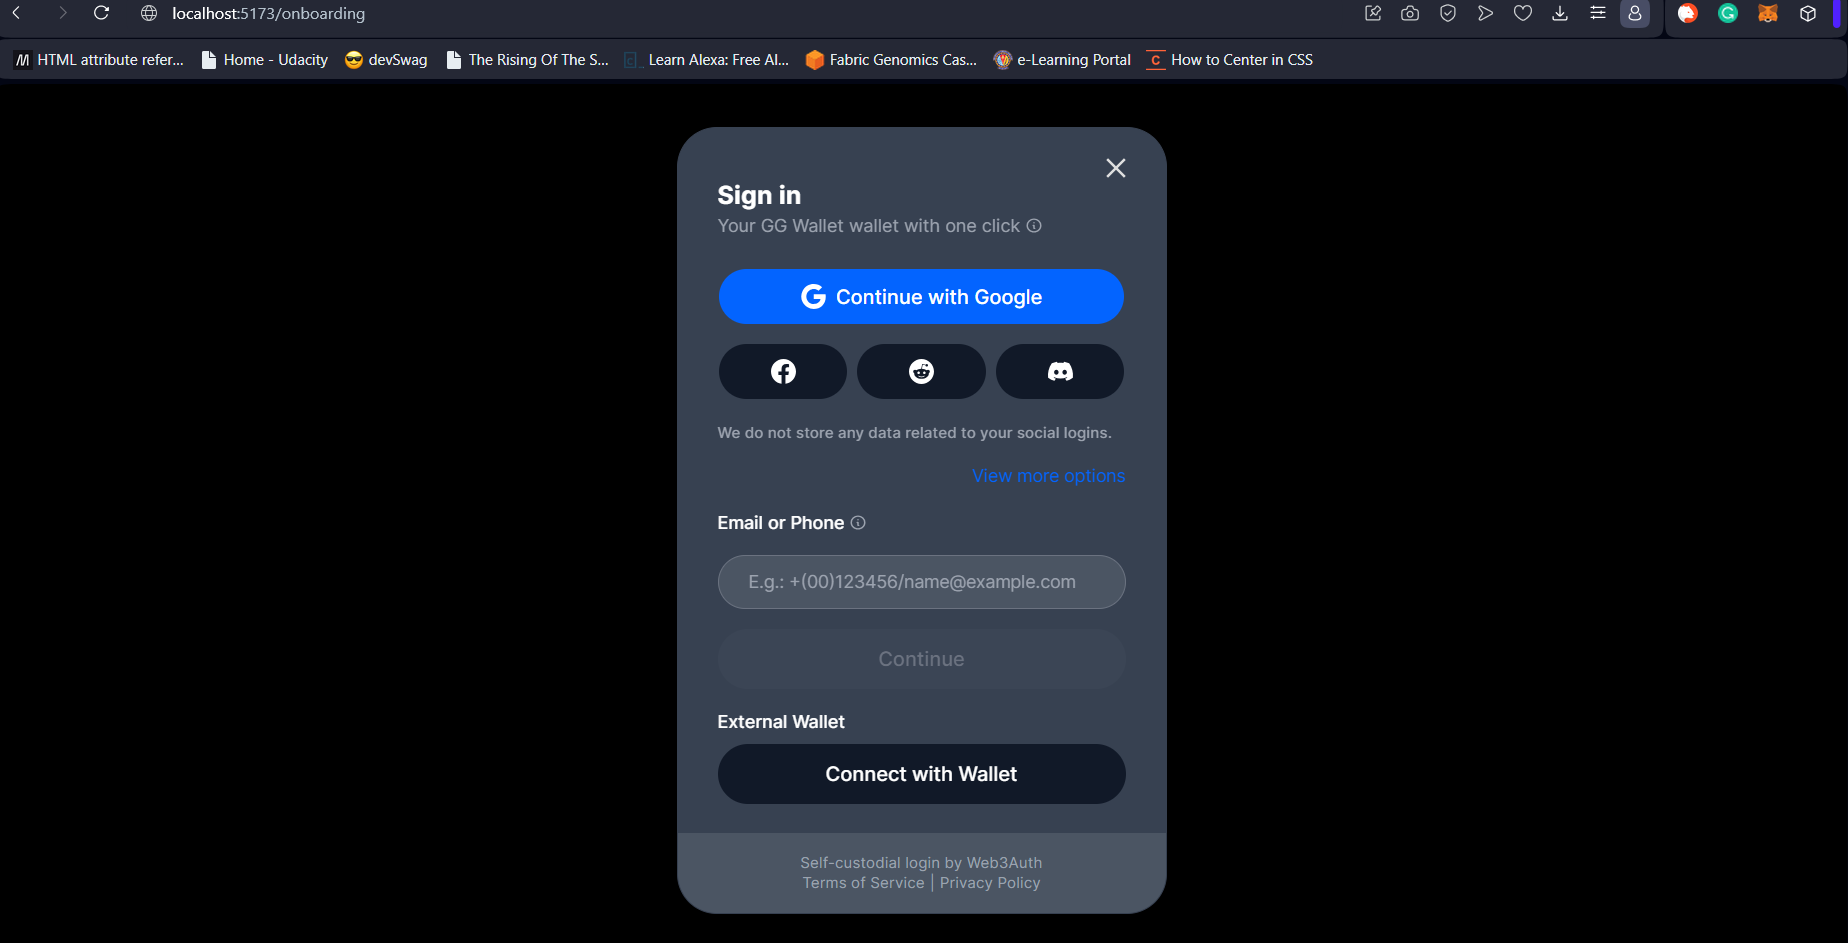 localhost:5173/onboarding
HTML attribute refer... Home - Udacity devSwag The Rising Of The S... Learn Alexa: Free AI... Fabric Genomics Cas... e-Learning Portal How to Center in CSS
Sign in
Your GG Wallet wallet with one click
Continue with Google
We do not store any data related to your social logins.
View more options
Email or Phone
E.g.: +(00)123456/name@example.com
Continue
External Wallet
Connect with Wallet
Self-custodial login by Web3Auth
Terms of Service | Privacy Policy